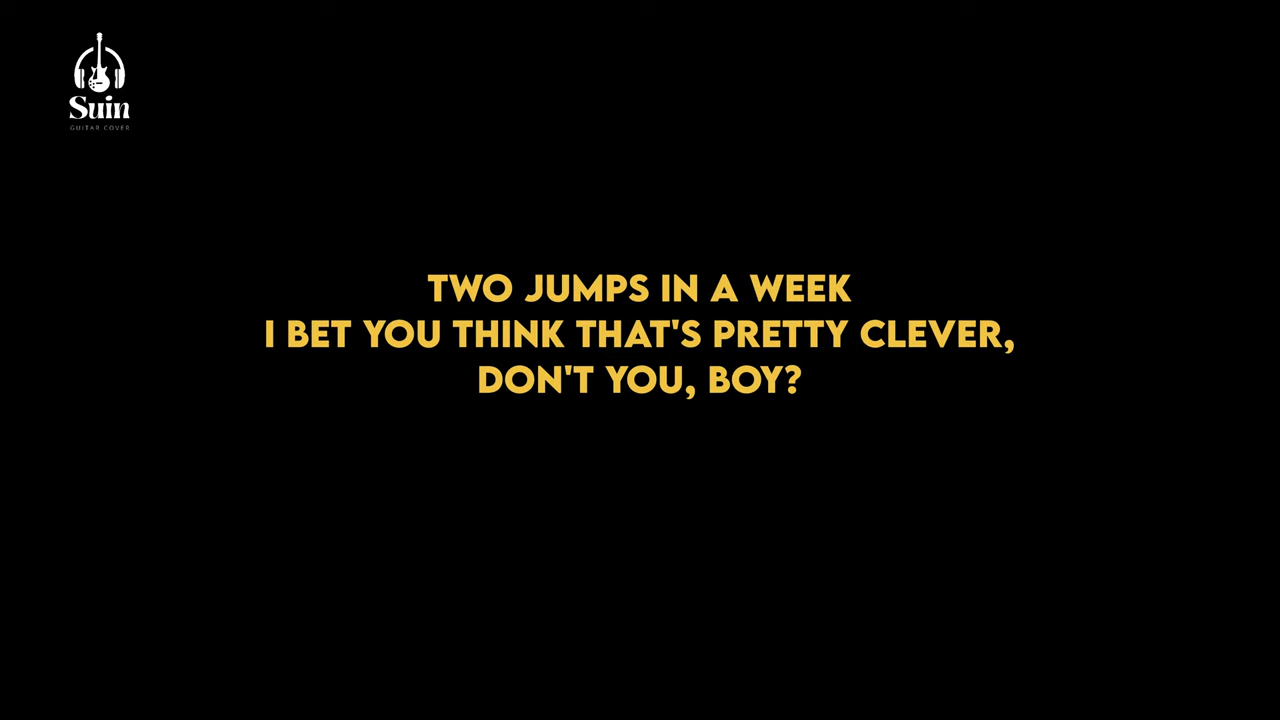 Suin
GUITAR COVER
TWO JUMPS IN A WEEK
I BET YOU THINK THAT'S PRETTY CLEVER,
DON'T YOU, BOY?